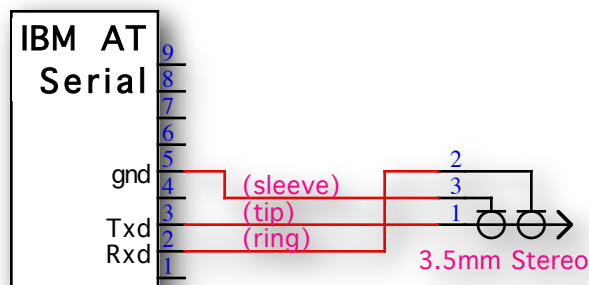 IBM AT
Serial
9
8
7
6
5
gnd
4
3
Txd
2
Rxd
1
(sleeve)
(tip)
(ring)
2
3
1
3.5mm Stereo